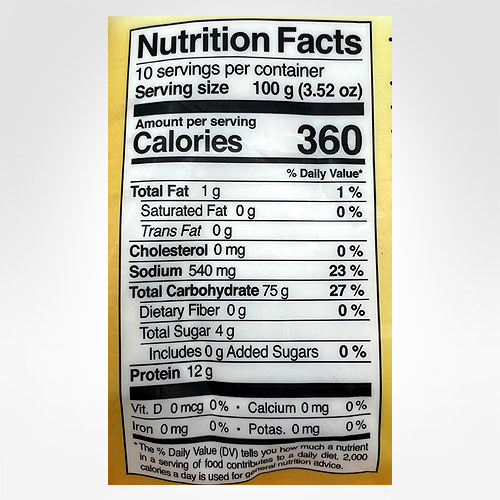 Nutrition Facts
10 servings per container
Serving size 100 g (3.52 oz)
Amount per serving
Calories 360
% Daily Value*
Total Fat 1 g 1 %
Saturated Fat 0 g 0 %
Trans Fat 0 g
Cholesterol 0 mg 0 %
Sodium 540 mg 23 %
Total Carbohydrate 75 g 27 %
Dietary Fiber 0 g 0 %
Total Sugar 4 g
Includes 0 g Added Sugars 0 %
Protein 12 g
Vit. D 0 mcg 0% • Calcium 0 mg 0 %
Iron 0 mg 0% • Potas. 0 mg 0 %
*The % Daily Value (DV) tells you how much a nutrient
in a serving of food contributes to a daily diet. 2,000
calories a day is used for general nutrition advice.